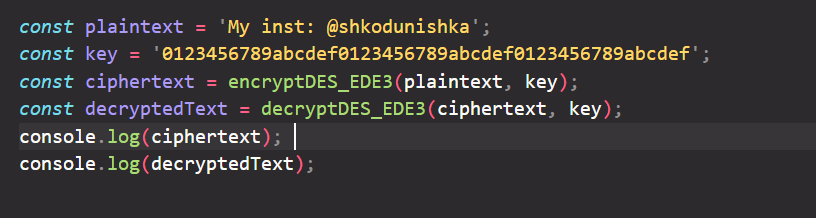 const plaintext = 'My inst: @shkodunishka';
const key = '0123456789abcdef0123456789abcdef0123456789abcdef';
const ciphertext = encryptDES_EDE3(plaintext, key);
const decryptedText = decryptDES_EDE3(ciphertext, key);
console.log(ciphertext);
console.log(decryptedText);